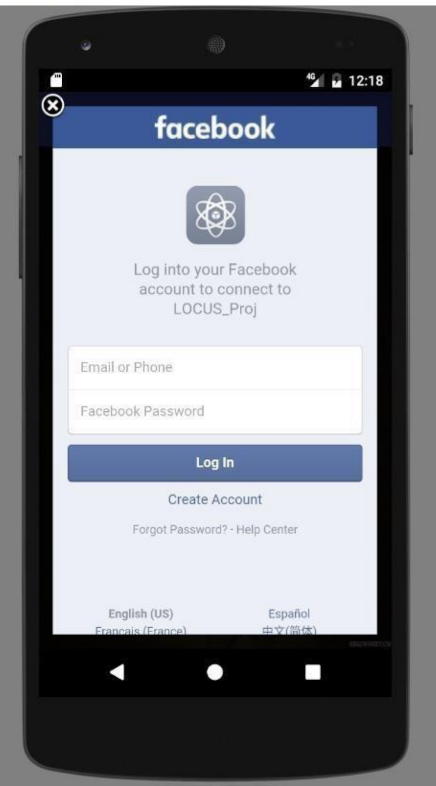 4G 12:18
facebook
Log into your Facebook
account to connect to
LOCUS_Proj
Email or Phone
Facebook Password
Log In
Create Account
Forgot Password? - Help Center
English (US) Español
Français (France) 中文(简体)